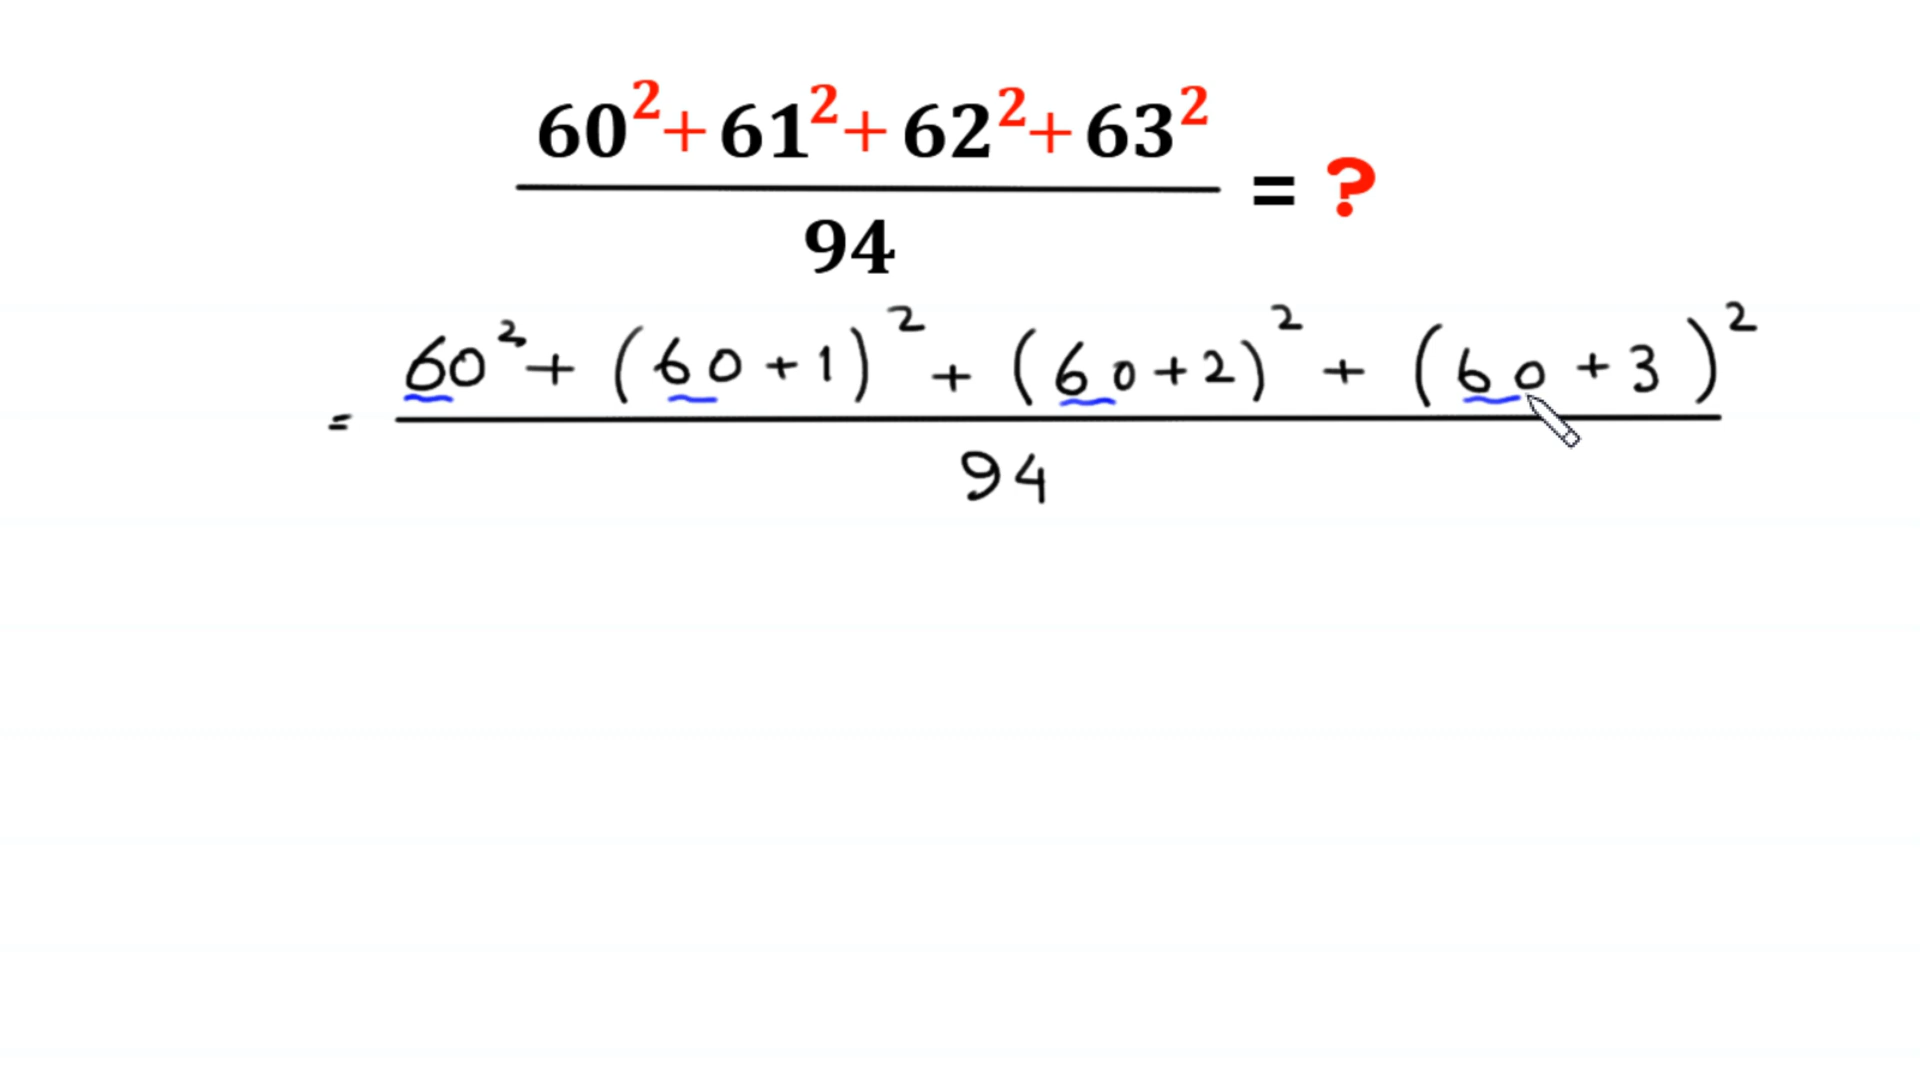 60² + 61² + 62² + 63²
= ?
94
= 60² + (60 + 1)² + (60 + 2)² + (60 + 3)²
94